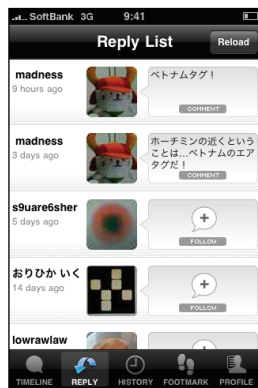 SoftBank 3G 9:41
Reply List
Reload
madness
9 hours ago
ベトナムタグ！
COMMENT
madness
3 days ago
ホーチミンの近くという
ことは...ベトナムのエア
タグだ！
COMMENT
s9uare6sher
5 days ago
FOLLOW
おりひか いく
14 days ago
FOLLOW
lowrawlaw
TIMELINE REPLY HISTORY FOOTMARK PROFILE